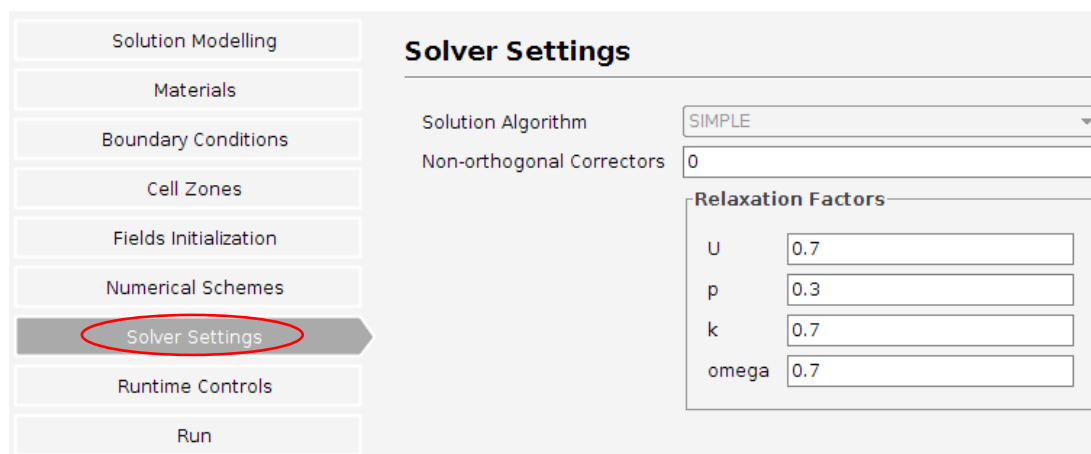 Solution Modelling
Materials
Boundary Conditions
Cell Zones
Fields Initialization
Numerical Schemes
Solver Settings
Runtime Controls
Run
Solver Settings
Solution Algorithm SIMPLE
Non-orthogonal Correctors 0
Relaxation Factors
U 0.7
p 0.3
k 0.7
omega 0.7